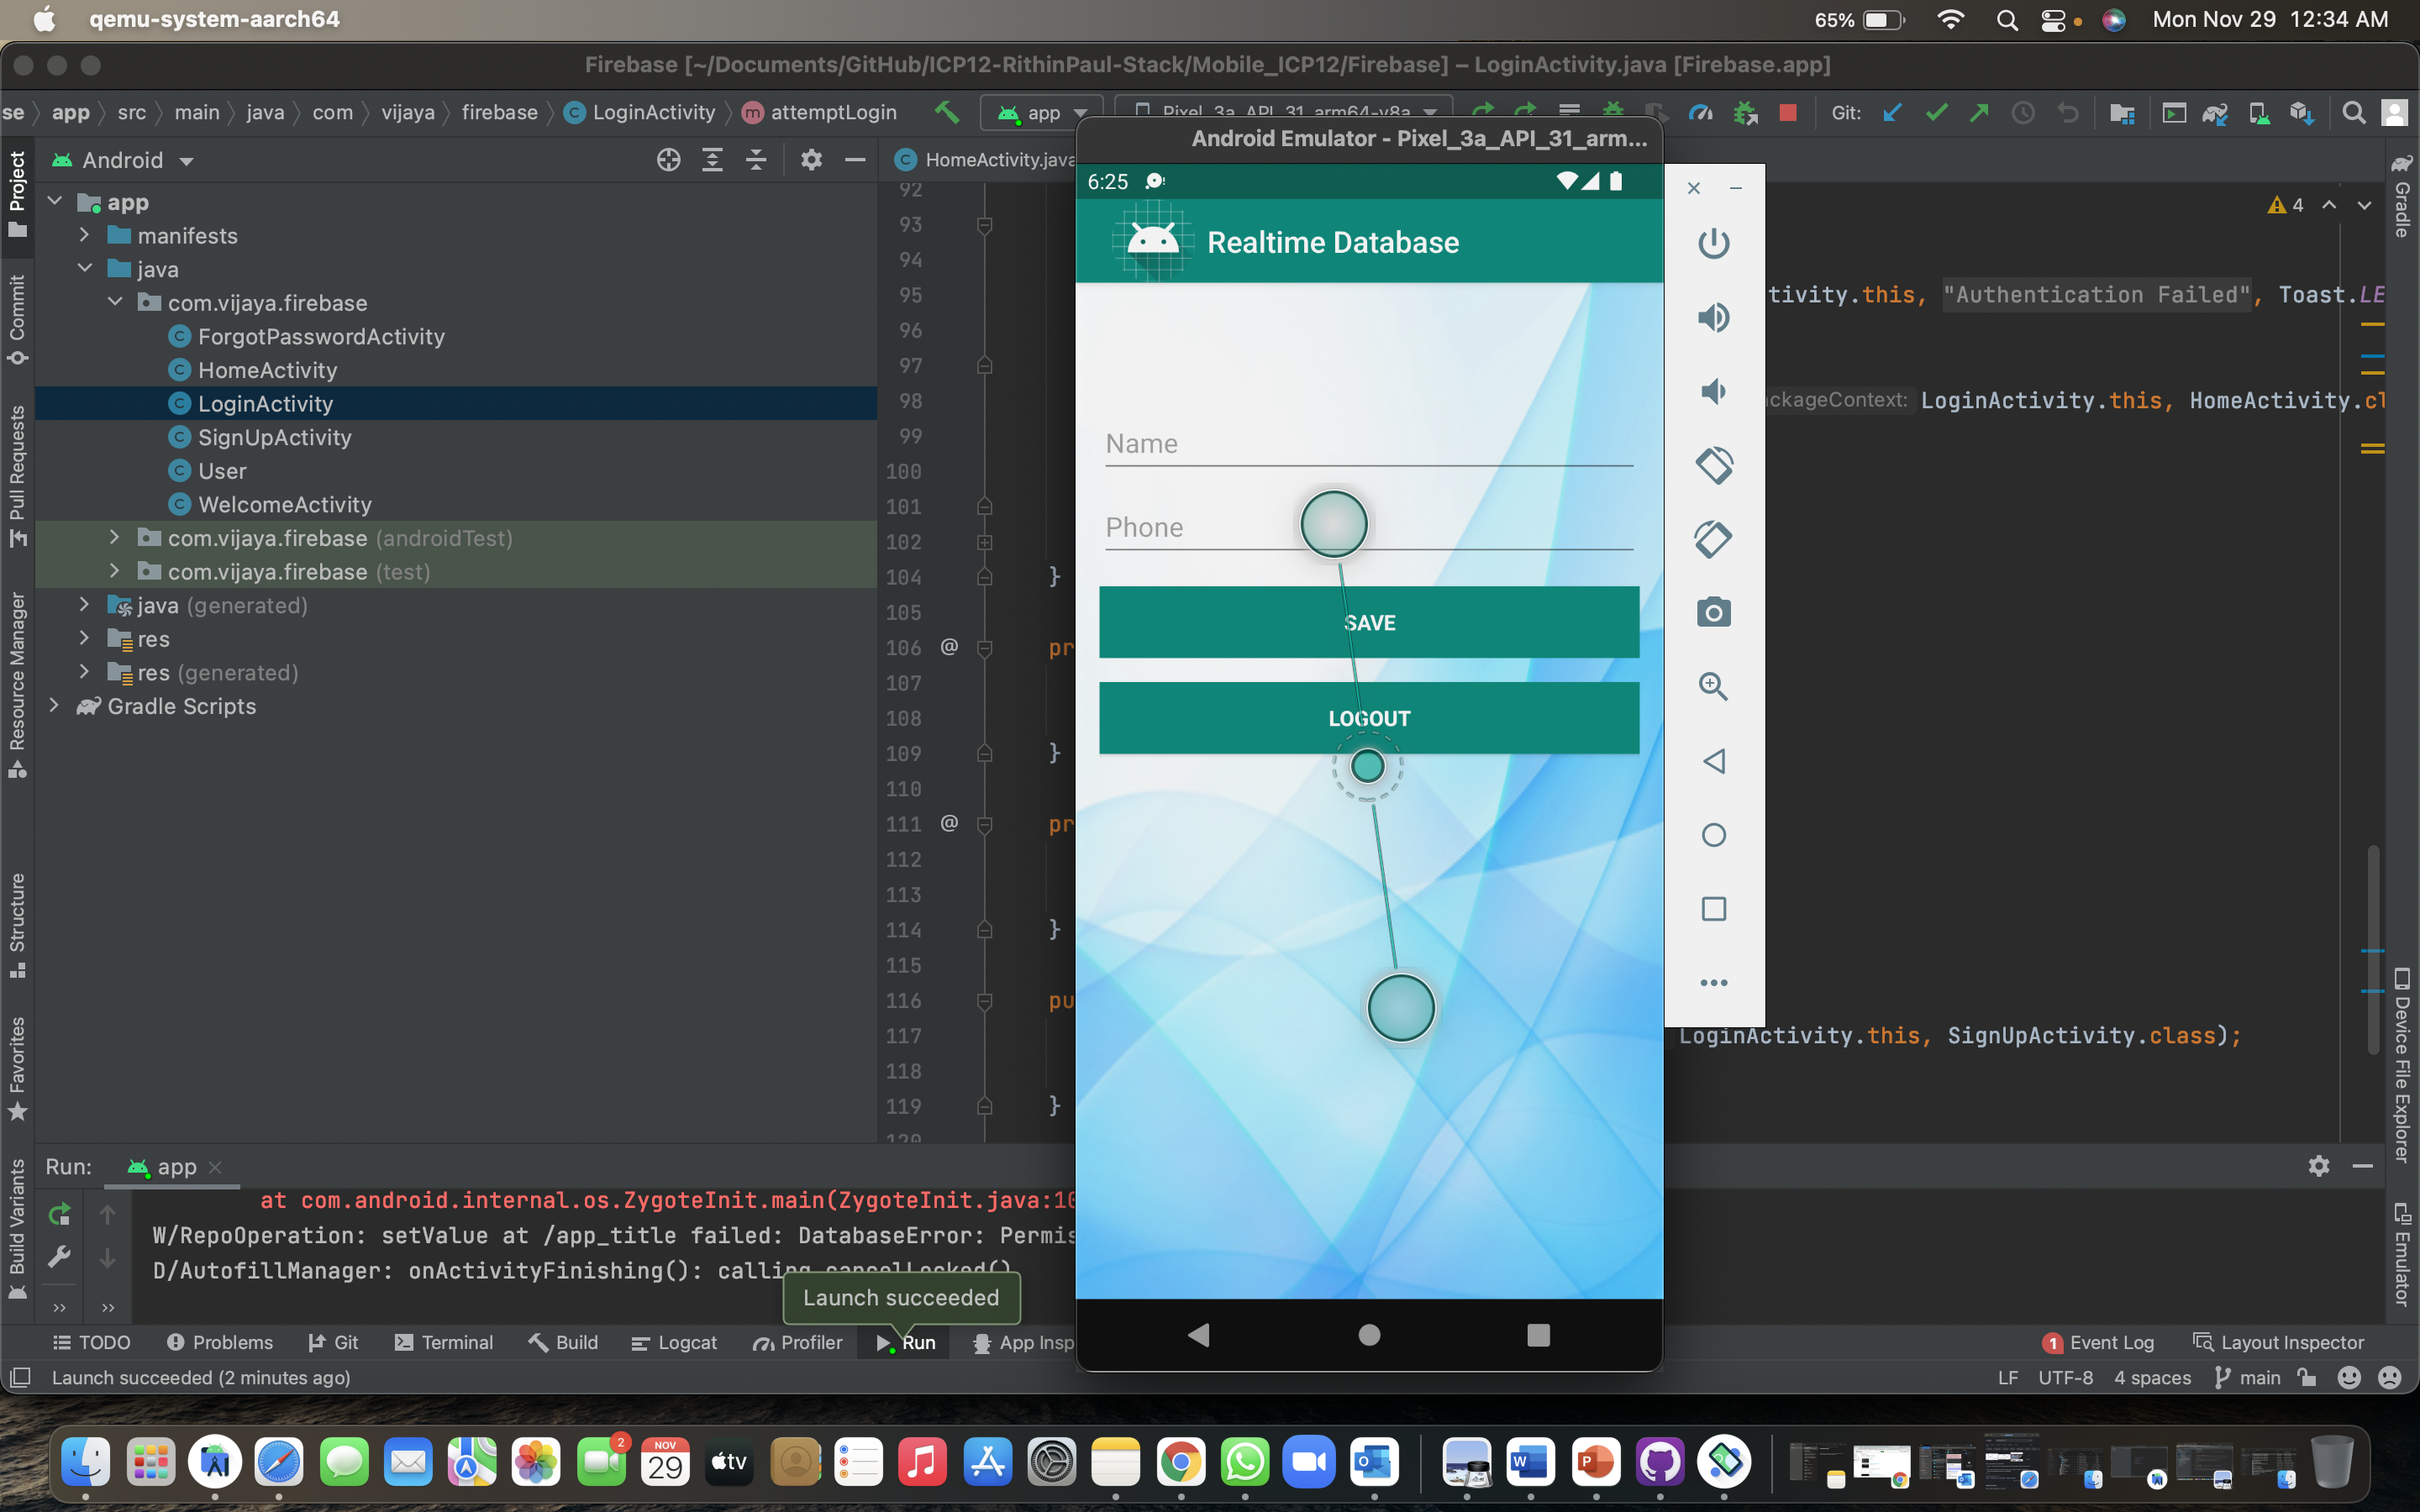 qemu-system-aarch64
65%
Mon Nov 29 12:34 AM
Firebase [~/Documents/GitHub/ICP12-RithinPaul-Stack/Mobile_ICP12/Firebase] – LoginActivity.java [Firebase.app]
se app src main java com vijaya firebase LoginActivity attemptLogin app Pixel_3a_API_31_arm64-v8a Git:
Android
HomeActivity.java
Android Emulator - Pixel_3a_API_31_arm...
Project
Commit
Pull Requests
Resource Manager
Structure
Favorites
Build Variants
app
manifests
java
com.vijaya.firebase
ForgotPasswordActivity
HomeActivity
LoginActivity
SignUpActivity
User
WelcomeActivity
com.vijaya.firebase (androidTest)
com.vijaya.firebase (test)
java (generated)
res
res (generated)
Gradle Scripts
92
93
94
95
96
97
98
99
100
101
102
104 }
105
106 @ pr
107
108
109 }
110
111 @ pr
112
113
114 }
115
116 pu
117
118
119 }
120
6:25
Realtime Database
Name
Phone
SAVE
LOGOUT
4
tivity.this, "Authentication Failed", Toast.LE
ckageContext: LoginActivity.this, HomeActivity.cl
LoginActivity.this, SignUpActivity.class);
Gradle
Device File Explorer
Emulator
Run: app
at com.android.internal.os.ZygoteInit.main(ZygoteInit.java:10
W/RepoOperation: setValue at /app_title failed: DatabaseError: Permis
D/AutofillManager: onActivityFinishing(): calling cancelLocked()
Launch succeeded
TODO Problems Git Terminal Build Logcat Profiler Run App Insp
1 Event Log Layout Inspector
Launch succeeded (2 minutes ago)
LF UTF-8 4 spaces main
2
NOV
29
tv